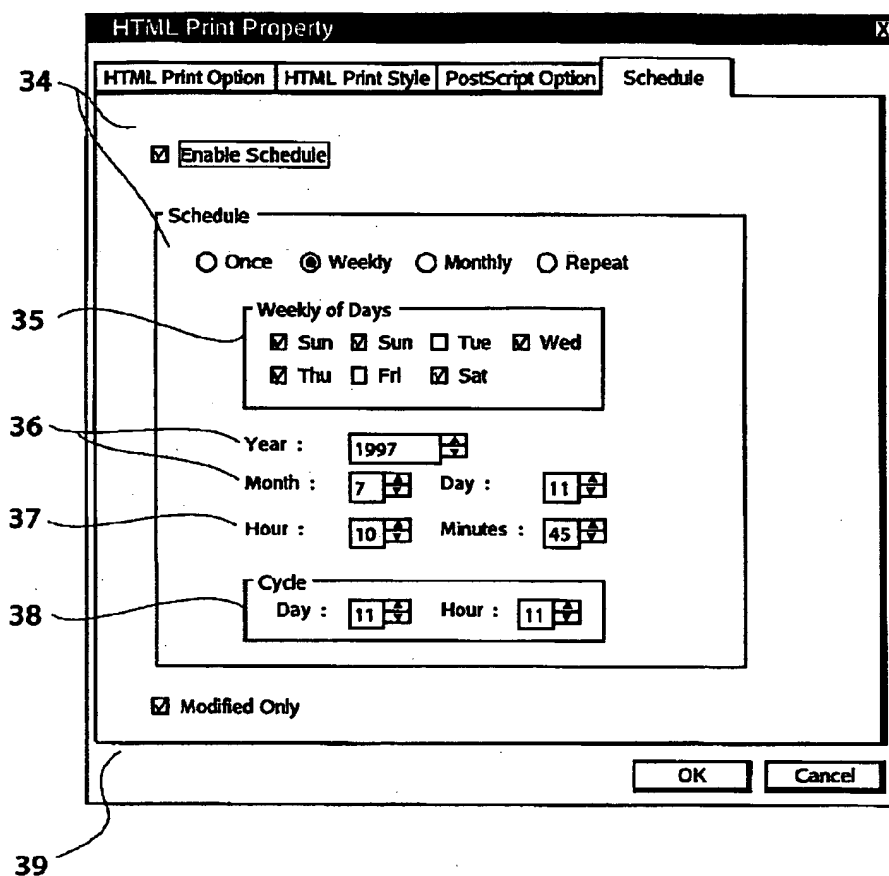 HTML Print Property X
HTML Print Option HTML Print Style PostScript Option Schedule
34
Enable Schedule
Schedule
Once Weekly Monthly Repeat
35
Weekly of Days
Sun Sun Tue Wed
Thu Fri Sat
36
Year : 1997
Month : 7 Day : 11
37
Hour : 10 Minutes : 45
Cycle
38
Day : 11 Hour : 11
Modified Only
OK Cancel
39